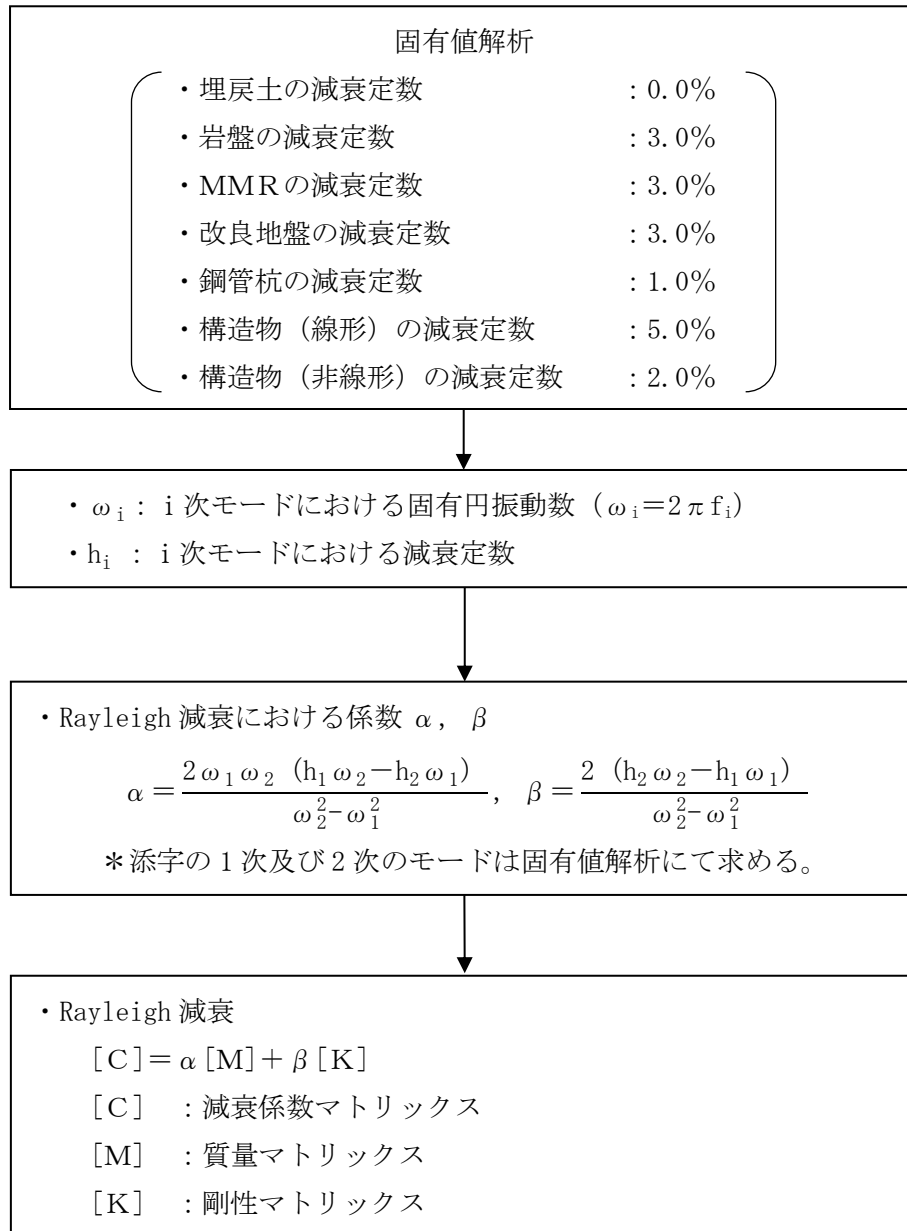 固有値解析
・埋戻土の減衰定数 :0.0%
・岩盤の減衰定数 :3.0%
・MMRの減衰定数 :3.0%
・改良地盤の減衰定数 :3.0%
・鋼管杭の減衰定数 :1.0%
・構造物（線形）の減衰定数 :5.0%
・構造物（非線形）の減衰定数 :2.0%
・ωi: i次モードにおける固有円振動数（ωi＝2πfi）
・hi : i次モードにおける減衰定数
・Rayleigh減衰における係数α, β
α＝2ω1ω2（h1ω2−h2ω1）/ω2^2−ω1^2, β＝2（h2ω2−h1ω1）/ω2^2−ω1^2
＊添字の1次及び2次のモードは固有値解析にて求める。
・Rayleigh減衰
[C]＝α[M]＋β[K]
[C] :減衰係数マトリックス
[M] :質量マトリックス
[K] :剛性マトリックス